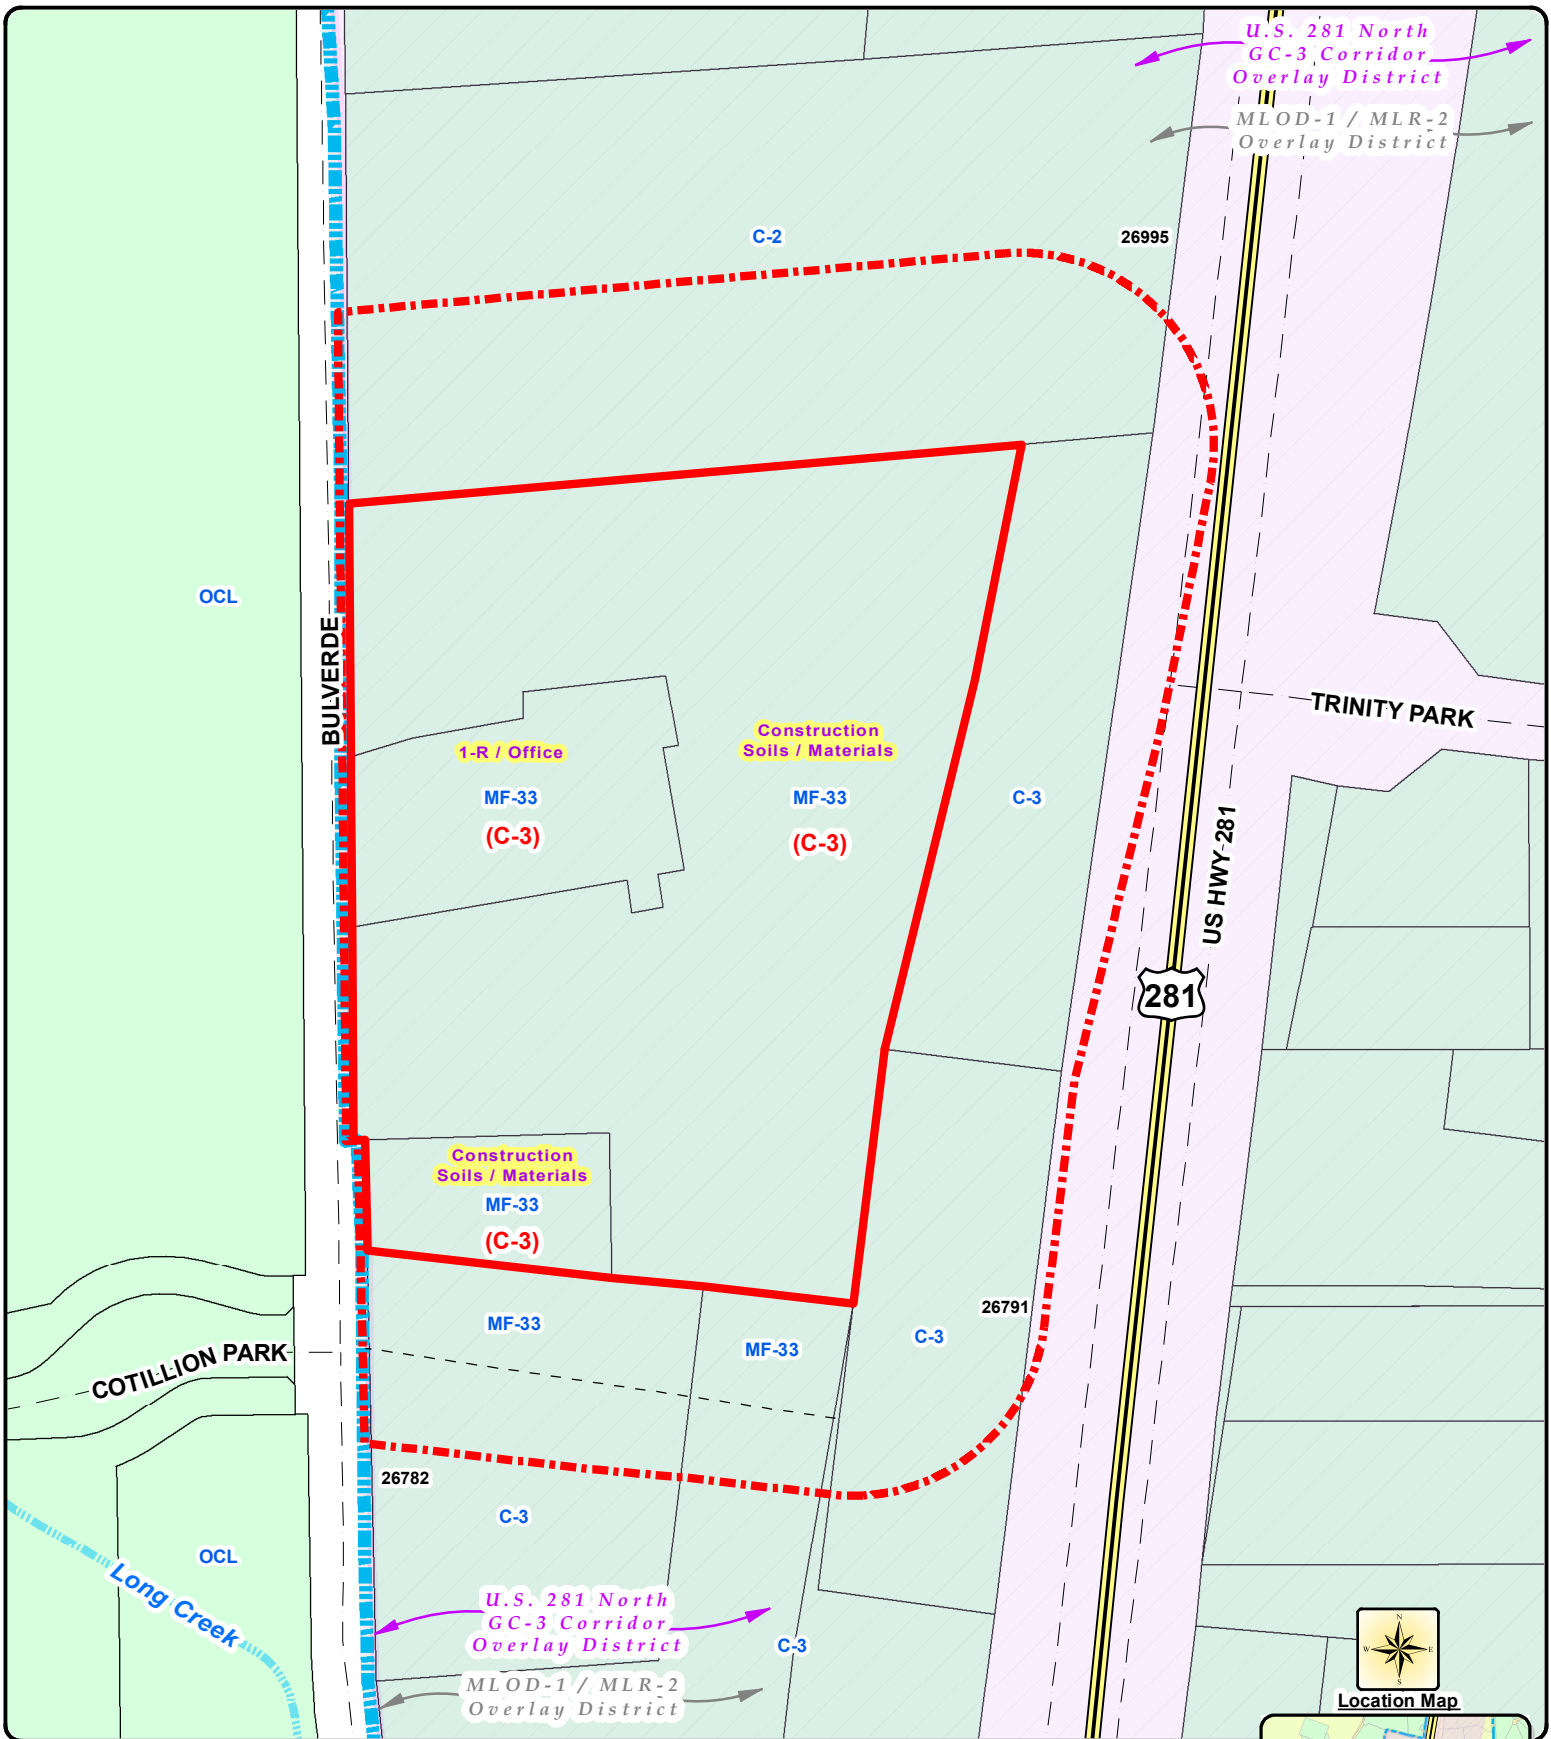 U.S. 281 North
GC-3 Corridor
Overlay District
MLOD-1 / MLR-2
Overlay District
C-2
26995
OCL
BULVERDE
TRINITY PARK
1-R / Office
MF-33
(C-3)
Construction
Soils / Materials
MF-33
(C-3)
C-3
US HWY 281
281
Construction
Soils / Materials
MF-33
(C-3)
MF-33
MF-33
26791
C-3
COTILLION PARK
26782
C-3
OCL
Long Creek
U.S. 281 North
GC-3 Corridor
Overlay District
C-3
MLOD-1 / MLR-2
Overlay District
N
W
E
S
Location Map